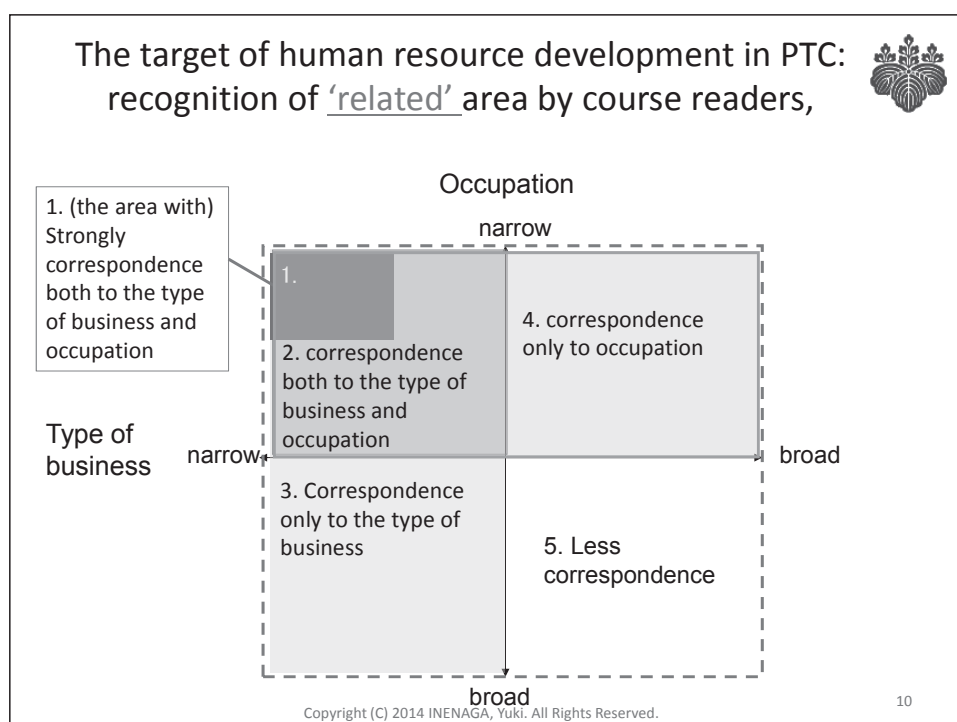 The target of human resource development in PTC:
recognition of 'related' area by course readers,
Occupation
narrow
1. (the area with)
Strongly
correspondence
both to the type
of business and
occupation
1.
2. correspondence
both to the type of
business and
occupation
4. correspondence
only to occupation
Type of
business
narrow
broad
3. Correspondence
only to the type of
business
5. Less
correspondence
broad
Copyright (C) 2014 INENAGA, Yuki. All Rights Reserved.
10